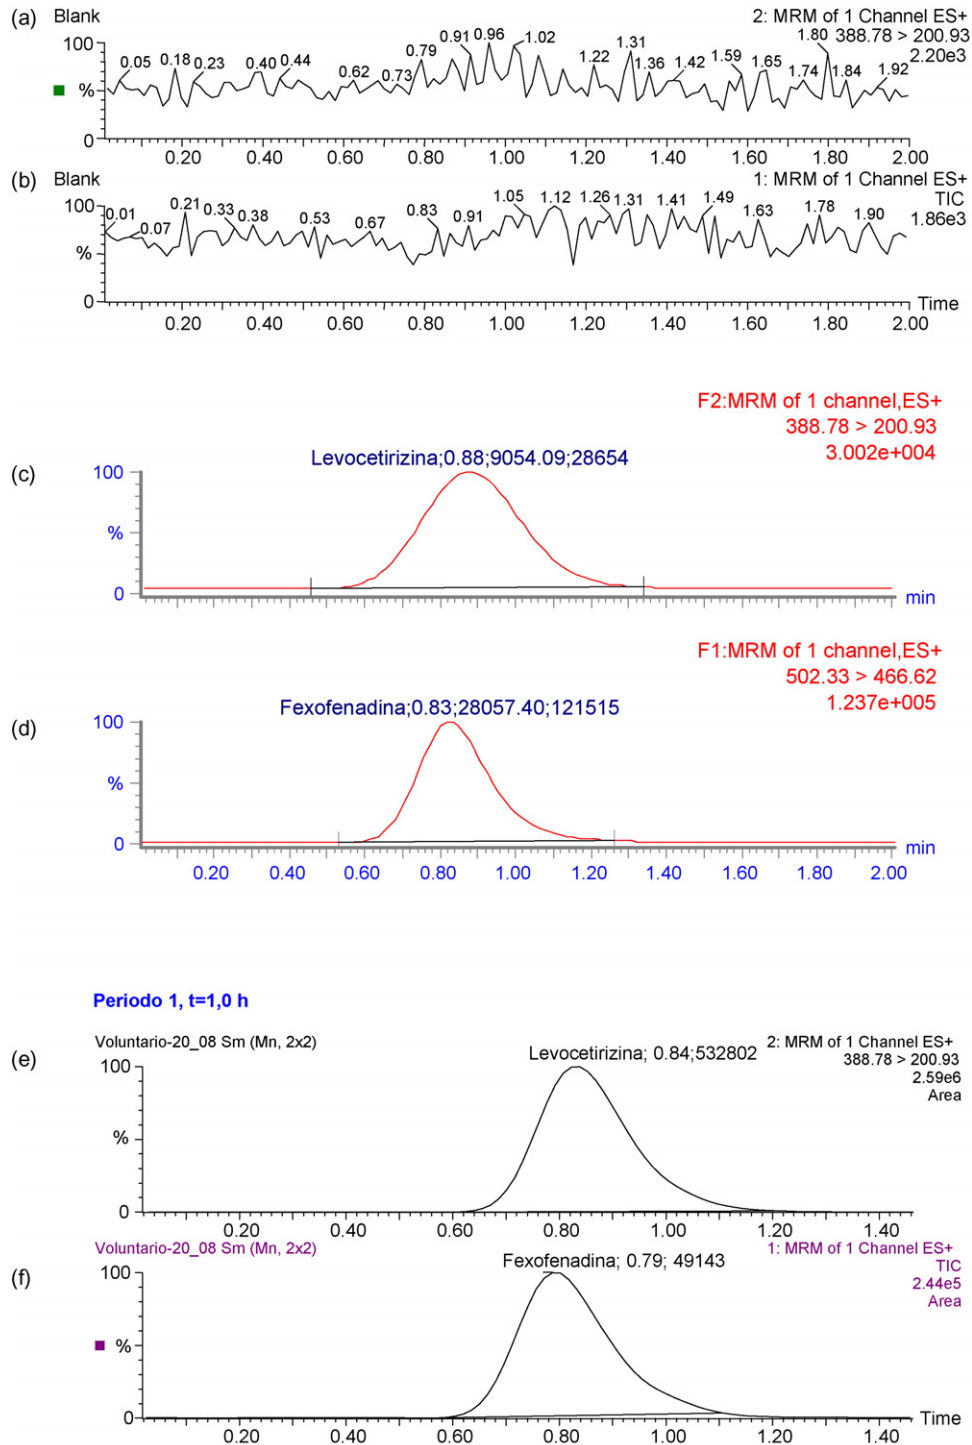 (a) Blank
2: MRM of 1 Channel ES+
388.78 > 200.93
2.20e3
100
%
0
0.05 0.18 0.23 0.40 0.44 0.62 0.73 0.79 0.91 0.96 1.02 1.22 1.31 1.36 1.42 1.59 1.65 1.74 1.80 1.84 1.92
0.20 0.40 0.60 0.80 1.00 1.20 1.40 1.60 1.80 2.00
(b) Blank
1: MRM of 1 Channel ES+
TIC
1.86e3
100
%
0
0.01 0.07 0.21 0.33 0.38 0.53 0.67 0.83 0.91 1.05 1.12 1.26 1.31 1.41 1.49 1.63 1.78 1.90
Time
0.20 0.40 0.60 0.80 1.00 1.20 1.40 1.60 1.80 2.00
F2:MRM of 1 channel,ES+
388.78 > 200.93
3.002e+004
(c)
Levocetirizina;0.88;9054.09;28654
100
%
0
min
F1:MRM of 1 channel,ES+
502.33 > 466.62
1.237e+005
(d)
Fexofenadina;0.83;28057.40;121515
100
%
0
min
0.20 0.40 0.60 0.80 1.00 1.20 1.40 1.60 1.80 2.00
Periodo 1, t=1,0 h
(e)
Voluntario-20_08 Sm (Mn, 2x2)
2: MRM of 1 Channel ES+
388.78 > 200.93
2.59e6
Area
Levocetirizina; 0.84;532802
100
%
0
0.20 0.40 0.60 0.80 1.00 1.20 1.40
(f)
Voluntario-20_08 Sm (Mn, 2x2)
1: MRM of 1 Channel ES+
TIC
2.44e5
Area
Fexofenadina; 0.79; 49143
100
%
0
Time
0.20 0.40 0.60 0.80 1.00 1.20 1.40